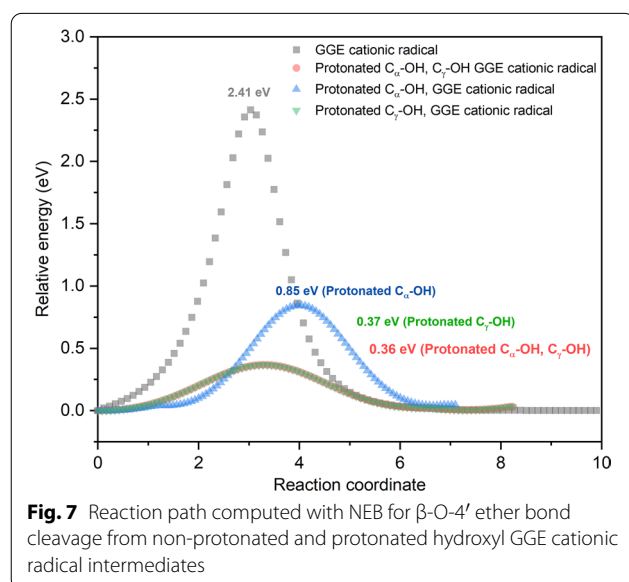 3.0
GGE cationic radical
Protonated Cα-OH, Cγ-OH GGE cationic radical
2.41 eV
Protonated Cα-OH, GGE cationic radical
2.5
Protonated Cγ-OH, GGE cationic radical
2.0
Relative energy (eV)
1.5
1.0
0.85 eV (Protonated Cα-OH)
0.37 eV (Protonated Cγ-OH)
0.5
0.36 eV (Protonated Cα-OH, Cγ-OH)
0.0
0 2 4 6 8 10
Reaction coordinate
Fig. 7 Reaction path computed with NEB for β-O-4′ ether bond
cleavage from non-protonated and protonated hydroxyl GGE cationic
radical intermediates